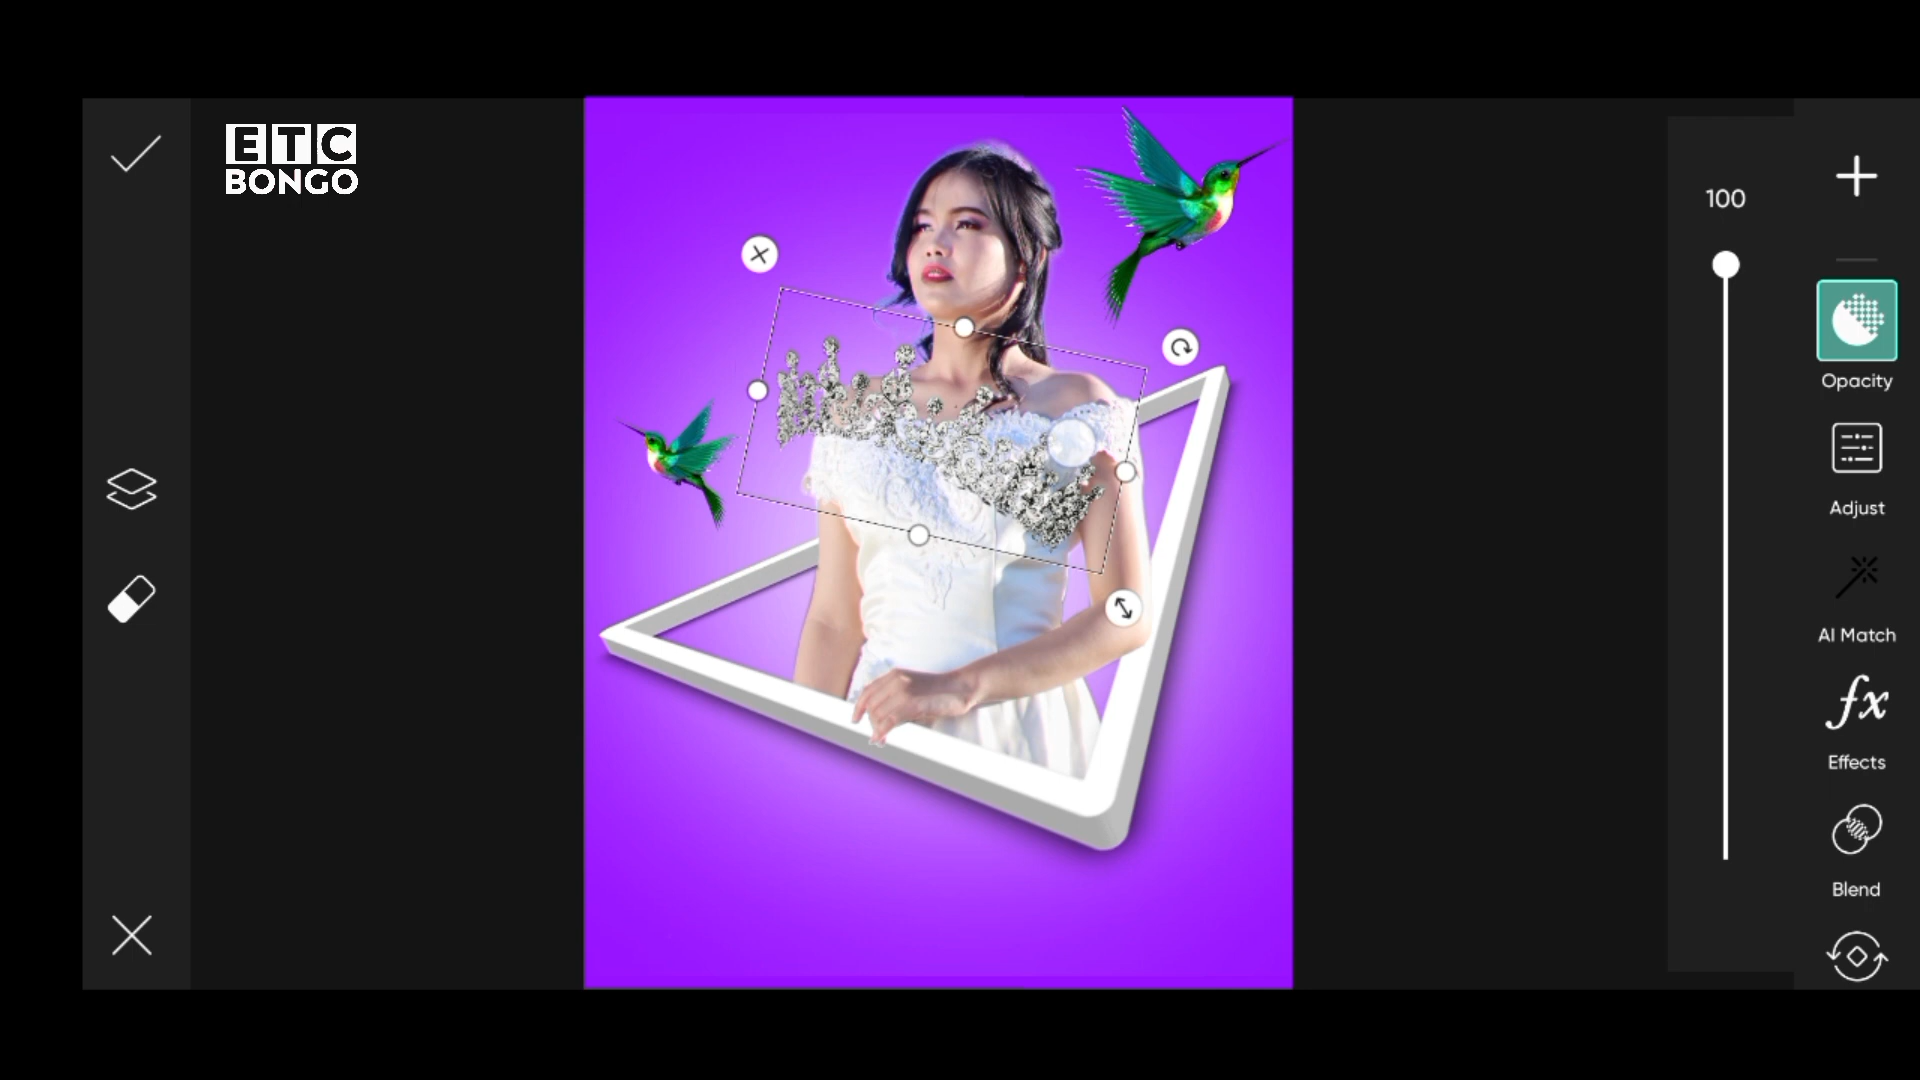 ETC
BONGO
100
Opacity
Adjust
AI Match
fx
Effects
Blend